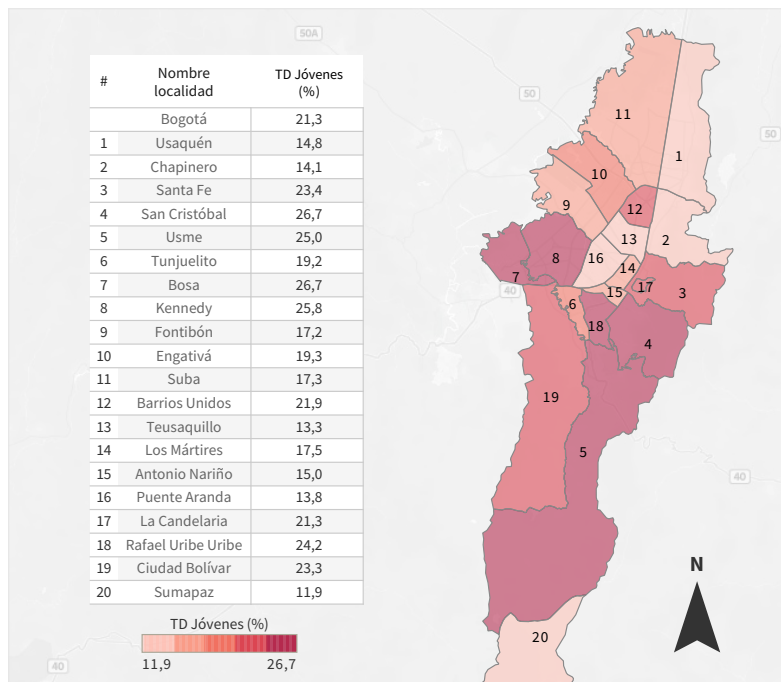 50A
50
50
# Nombre localidad TD Jóvenes (%)
Bogotá 21,3
1 Usaquén 14,8
2 Chapinero 14,1
3 Santa Fe 23,4
4 San Cristóbal 26,7
5 Usme 25,0
6 Tunjuelito 19,2
7 Bosa 26,7
8 Kennedy 25,8
9 Fontibón 17,2
10 Engativá 19,3
11 Suba 17,3
12 Barrios Unidos 21,9
13 Teusaquillo 13,3
14 Los Mártires 17,5
15 Antonio Nariño 15,0
16 Puente Aranda 13,8
17 La Candelaria 21,3
18 Rafael Uribe Uribe 24,2
19 Ciudad Bolívar 23,3
20 Sumapaz 11,9
TD Jóvenes (%)
11,9 26,7
40
11
1
10
9
12
13
2
8
16
14
7
40
17
3
15
6
18
4
19
5
40
N
20